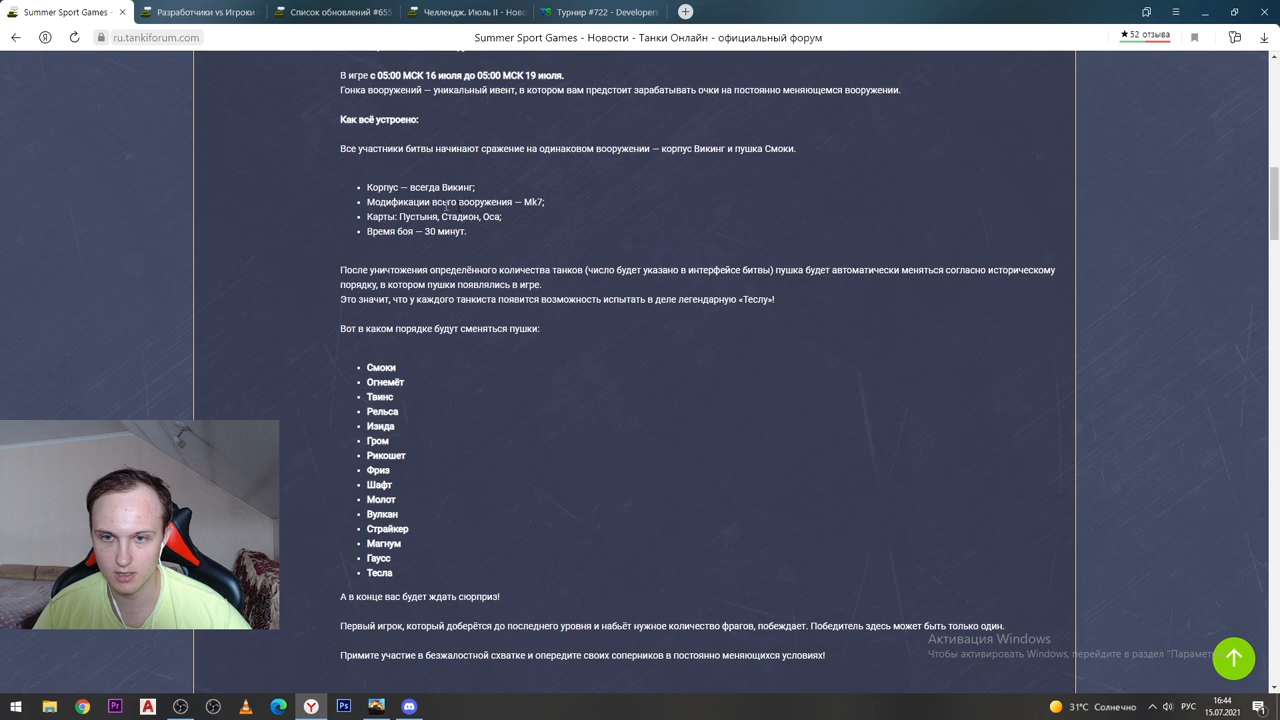 Summer Sport Games -
Разработчики vs Игроки -
Список обновлений #655
Челлендж. Июль II - Ново
Турнир #722 - Developers
ru.tankiforum.com
Summer Sport Games - Новости - Танки Онлайн - официальный форум
★52 отзыва
В игре с 05:00 МСК 16 июля до 05:00 МСК 19 июля.
Гонка вооружений — уникальный ивент, в котором вам предстоит зарабатывать очки на постоянно меняющемся вооружении.
Как всё устроено:
Все участники битвы начинают сражение на одинаковом вооружении — корпус Викинг и пушка Смоки.
• Корпус — всегда Викинг;
• Модификации всего вооружения — Mk7;
• Карты: Пустыня, Стадион, Оса;
• Время боя — 30 минут.
После уничтожения определённого количества танков (число будет указано в интерфейсе битвы) пушка будет автоматически меняться согласно историческому
порядку, в котором пушки появлялись в игре.
Это значит, что у каждого танкиста появится возможность испытать в деле легендарную «Теслу»!
Вот в каком порядке будут сменяться пушки:
• Смоки
• Огнемёт
• Твинс
• Рельса
• Изида
• Гром
• Рикошет
• Фриз
• Шафт
• Молот
• Вулкан
• Страйкер
• Магнум
• Гаусс
• Тесла
А в конце вас будет ждать сюрприз!
Первый игрок, который доберётся до последнего уровня и набьёт нужное количество фрагов, побеждает. Победитель здесь может быть только один.
Примите участие в безжалостной схватке и опередите своих соперников в постоянно меняющихся условиях!
Активация Windows
Чтобы активировать Windows, перейдите в раздел "Парамет
31°C Солнечно
РУС
16:44
15.07.2021